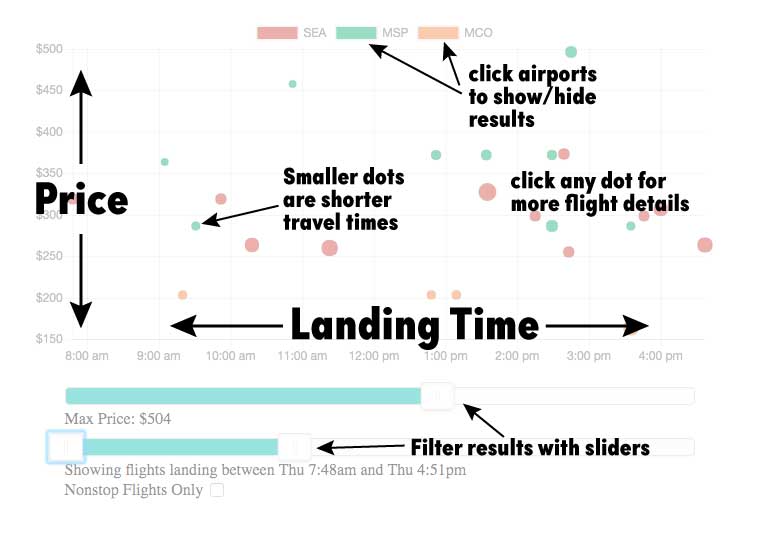 SEA MSP MCO
$500
click airports
to show/hide
results
$450
$400
$350
Smaller dots
are shorter
travel times
click any dot for
more flight details
Price
$300
$250
$200
$150
Landing Time
8:00 am 9:00 am 10:00 am 11:00 am 12:00 pm 1:00 pm 2:00 pm 3:00 pm 4:00 pm
Max Price: $504
Filter results with sliders
Showing flights landing between Thu 7:48am and Thu 4:51pm
Nonstop Flights Only